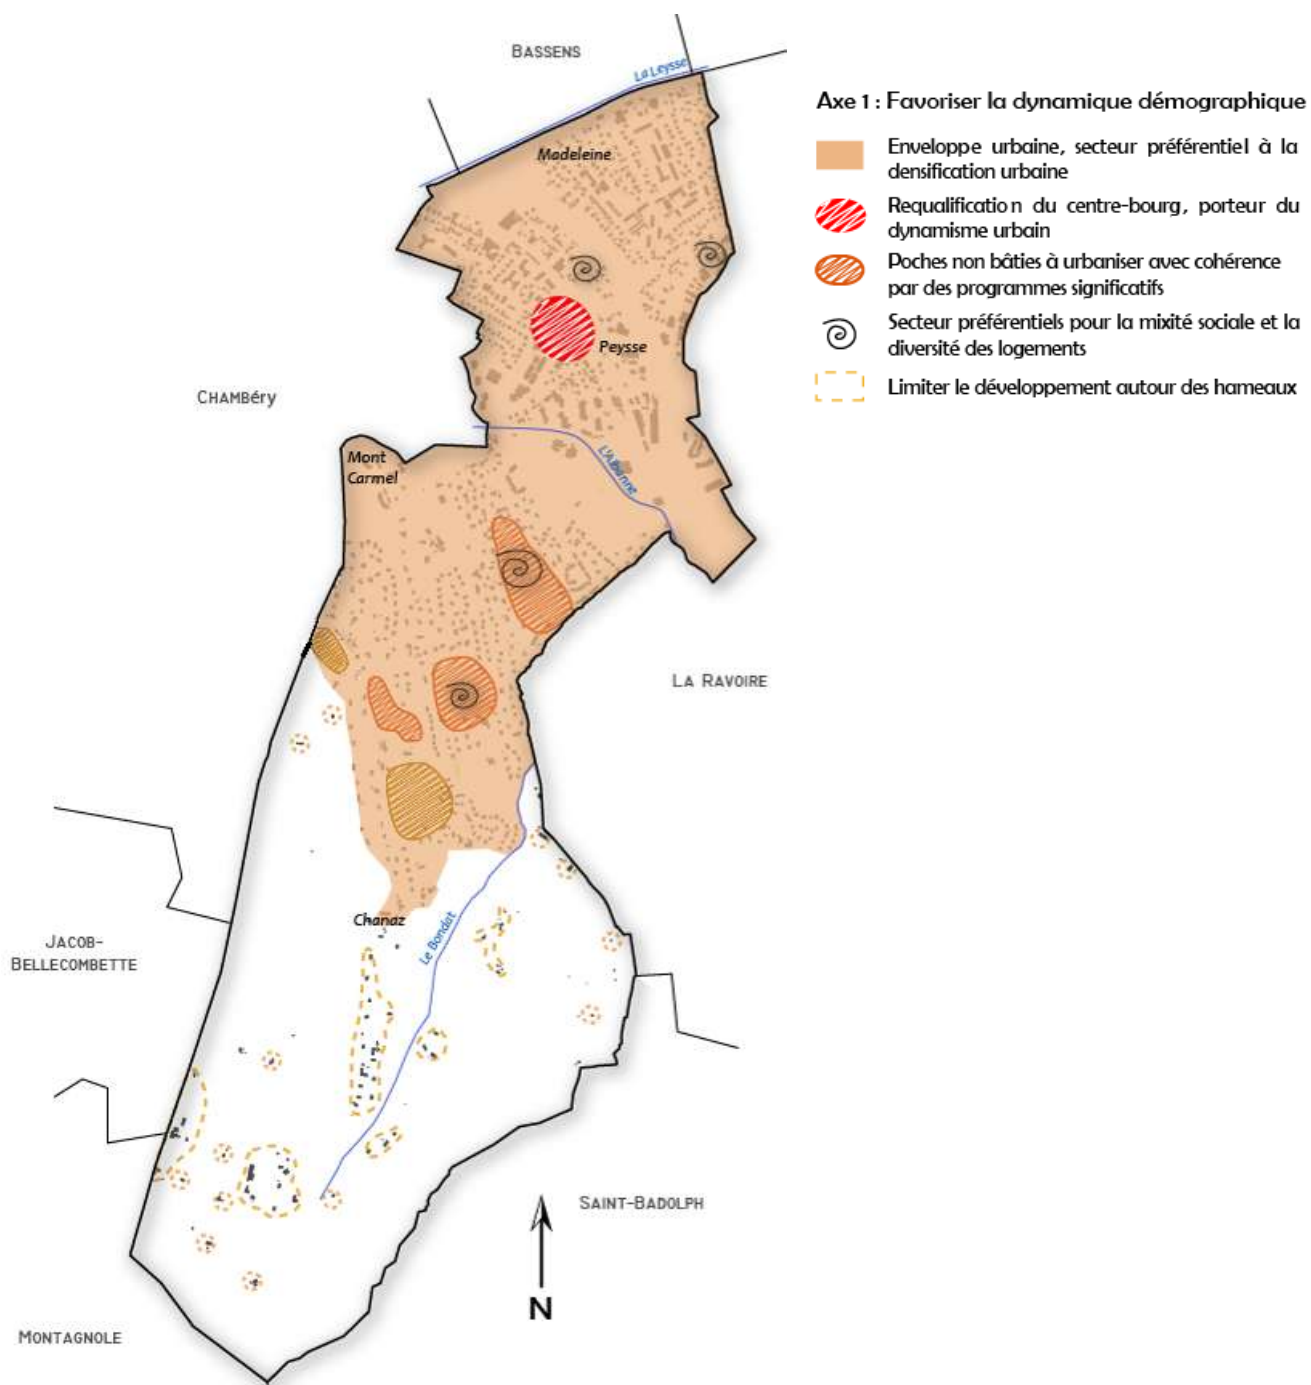 BASSENS
La Leysse
Madeleine
Peysse
CHAMBéry
Mont
Carmel
L'Albanne
LA RAVOIRE
Chanaz
Le Bondat
JACOB-
BELLECOMBETTE
SAINT-BADOLPH
N
MONTAGNOLE
Axe 1 : Favoriser la dynamique démographique
Enveloppe urbaine, secteur préférentiel à la
densification urbaine
Requalification du centre-bourg, porteur du
dynamisme urbain
Poches non bâties à urbaniser avec cohérence
par des programmes significatifs
Secteur préférentiels pour la mixité sociale et la
diversité des logements
Limiter le développement autour des hameaux